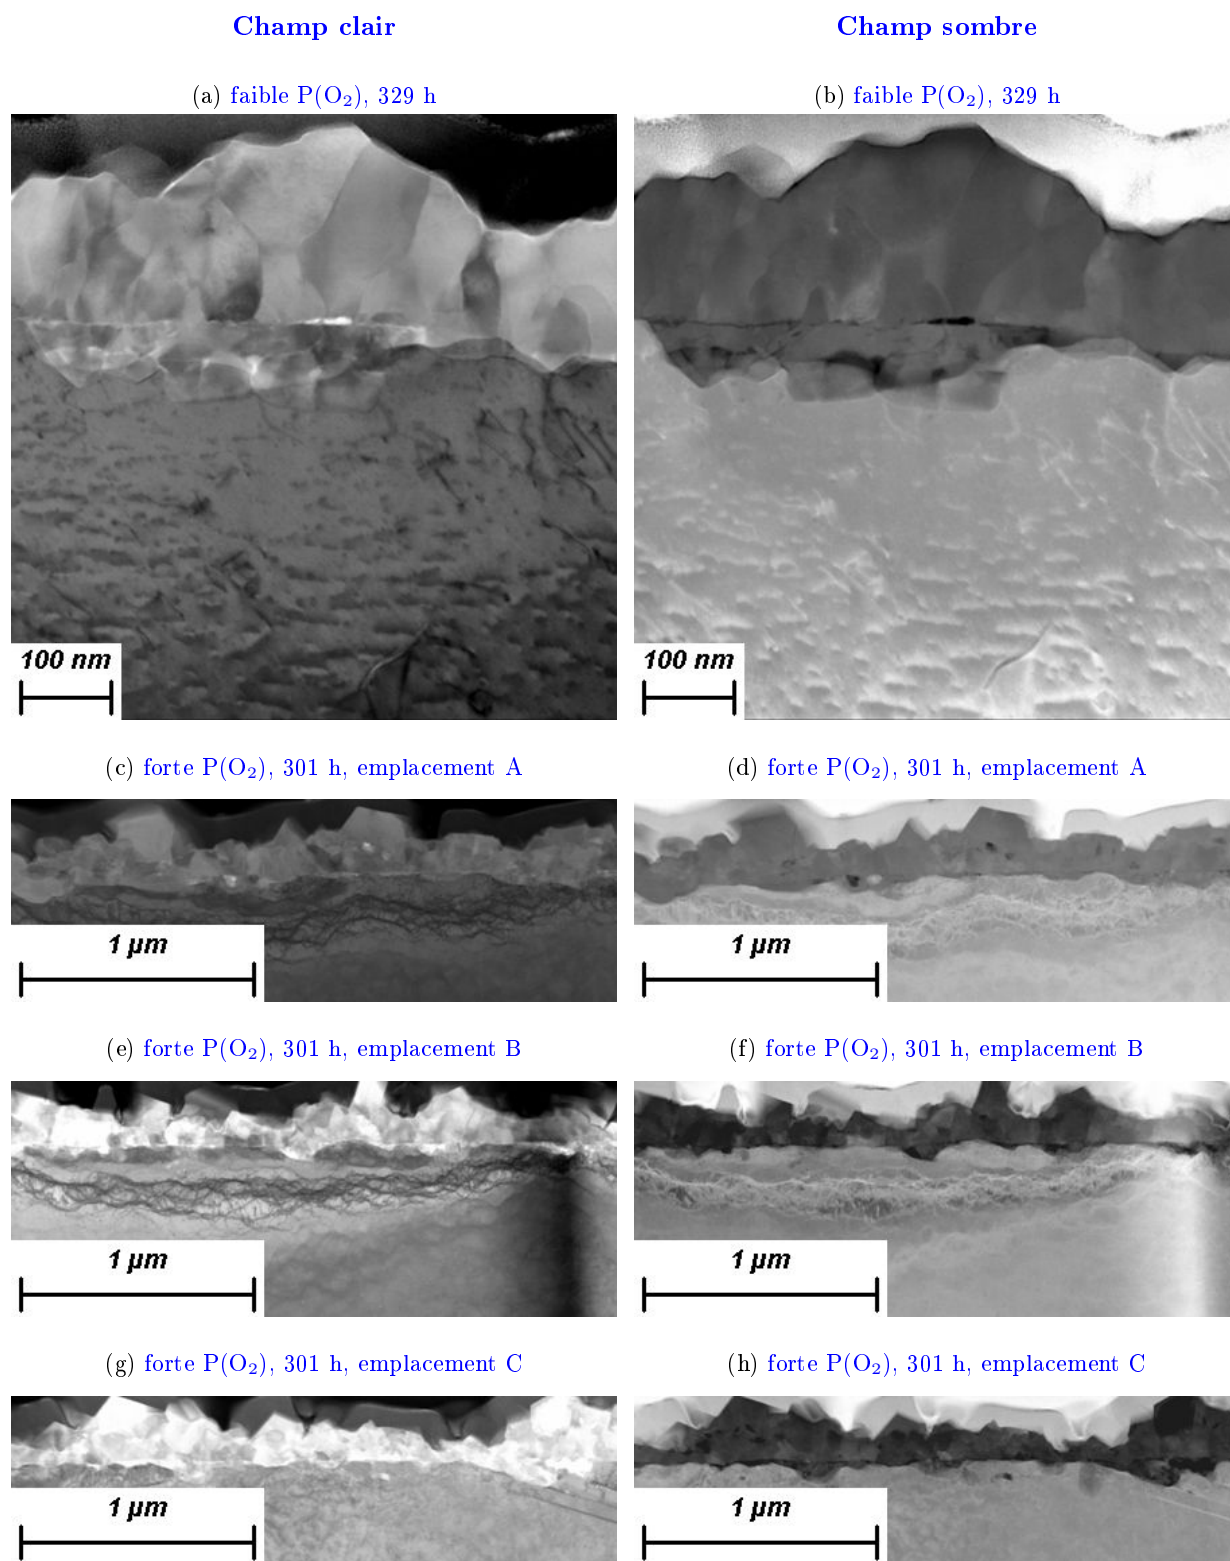 Champ clair Champ sombre
(a) faible P(O₂), 329 h (b) faible P(O₂), 329 h
100 nm 100 nm
(c) forte P(O₂), 301 h, emplacement A (d) forte P(O₂), 301 h, emplacement A
1 µm 1 µm
(e) forte P(O₂), 301 h, emplacement B (f) forte P(O₂), 301 h, emplacement B
1 µm 1 µm
(g) forte P(O₂), 301 h, emplacement C (h) forte P(O₂), 301 h, emplacement C
1 µm 1 µm